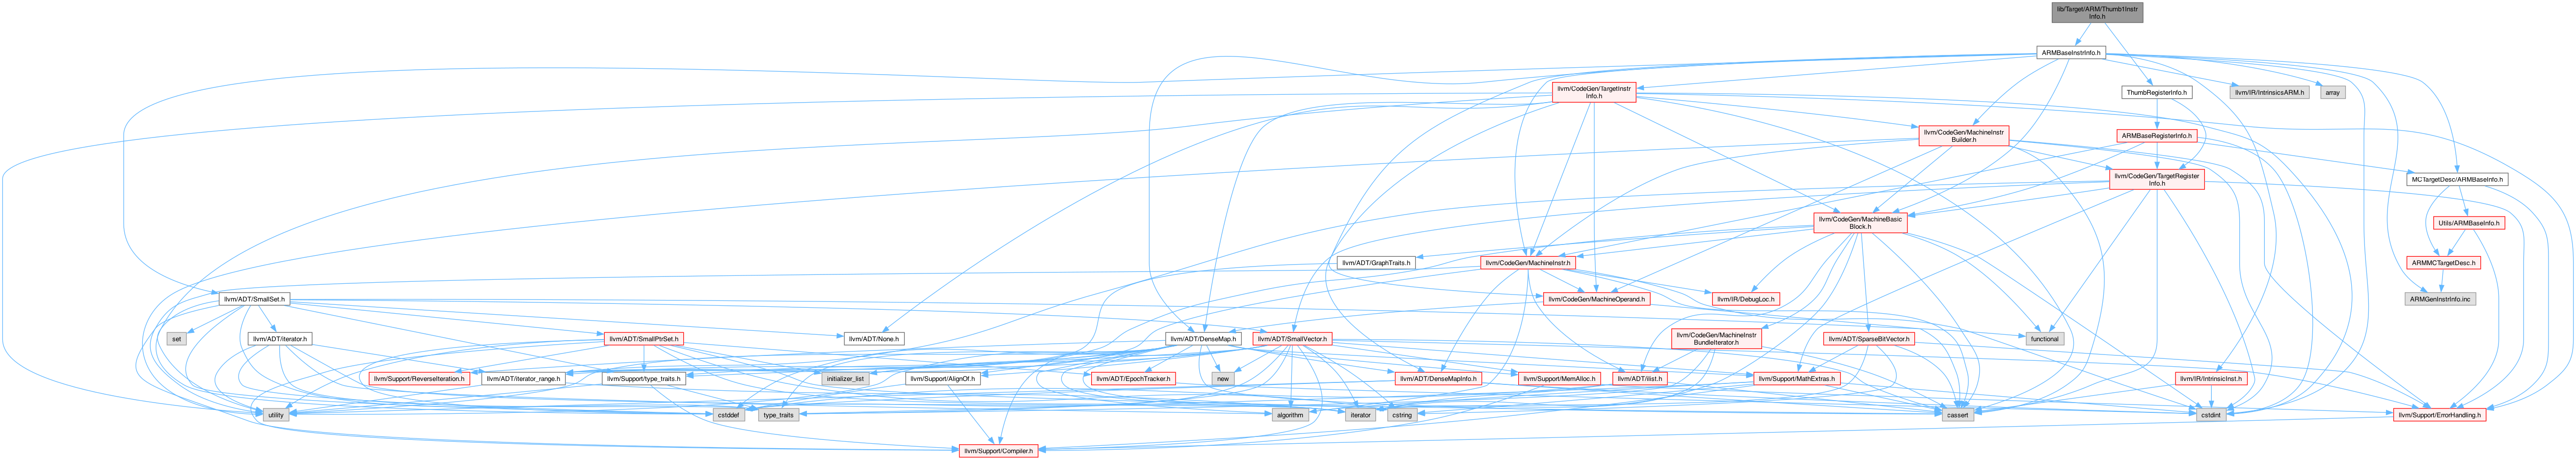 lib/Target/ARM/Thumb1Instr
Info.h
ARMBaseInstrInfo.h
llvm/CodeGen/TargetInstr
Info.h
ThumbRegisterInfo.h
llvm/IR/IntrinsicsARM.h
array
llvm/CodeGen/MachineInstr
Builder.h
ARMBaseRegisterInfo.h
llvm/CodeGen/TargetRegister
Info.h
MCTargetDesc/ARMBaseInfo.h
llvm/CodeGen/MachineBasic
Block.h
Utils/ARMBaseInfo.h
llvm/ADT/GraphTraits.h
llvm/CodeGen/MachineInstr.h
ARMMCTargetDesc.h
llvm/ADT/SmallSet.h
llvm/CodeGen/MachineOperand.h
llvm/IR/DebugLoc.h
ARMGenInstrInfo.inc
set
llvm/ADT/iterator.h
llvm/ADT/SmallPtrSet.h
llvm/ADT/None.h
llvm/ADT/DenseMap.h
llvm/ADT/SmallVector.h
llvm/CodeGen/MachineInstr
BundleIterator.h
llvm/ADT/SparseBitVector.h
functional
llvm/Support/ReverseIteration.h
llvm/ADT/iterator_range.h
llvm/Support/type_traits.h
initializer_list
llvm/Support/AlignOf.h
llvm/ADT/EpochTracker.h
new
llvm/ADT/DenseMapInfo.h
llvm/Support/MemAlloc.h
llvm/ADT/ilist.h
llvm/Support/MathExtras.h
llvm/IR/IntrinsicInst.h
utility
cstddef
type_traits
algorithm
iterator
cstring
cassert
cstdint
llvm/Support/ErrorHandling.h
llvm/Support/Compiler.h